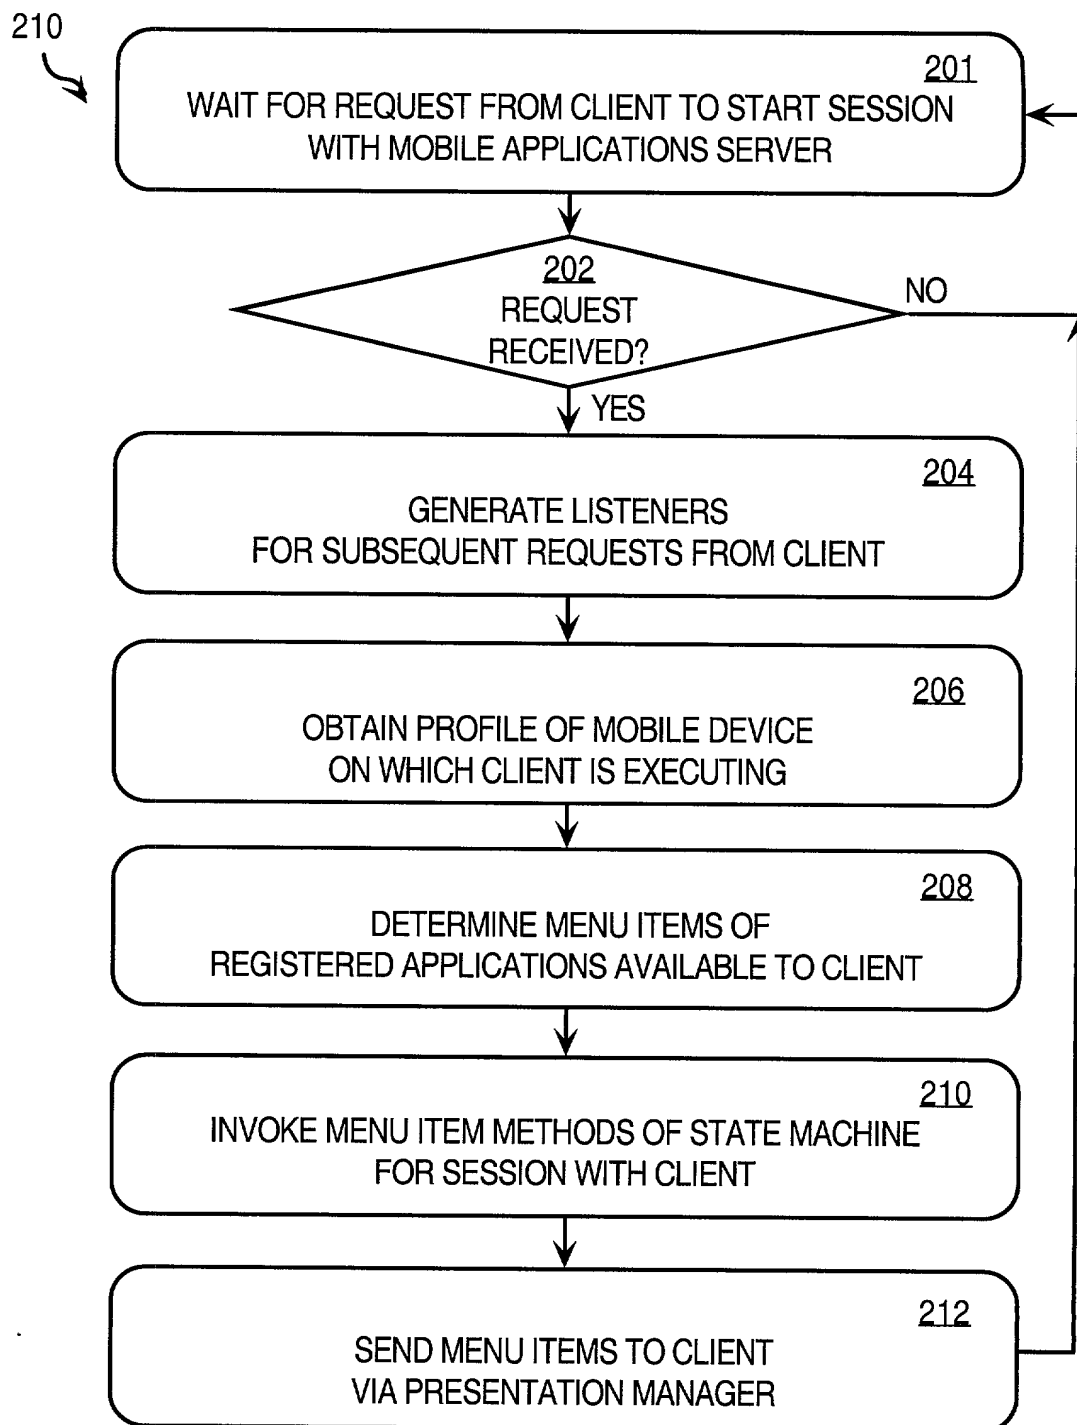 210
201
WAIT FOR REQUEST FROM CLIENT TO START SESSION
WITH MOBILE APPLICATIONS SERVER
202
REQUEST
RECEIVED?
NO
YES
204
GENERATE LISTENERS
FOR SUBSEQUENT REQUESTS FROM CLIENT
206
OBTAIN PROFILE OF MOBILE DEVICE
ON WHICH CLIENT IS EXECUTING
208
DETERMINE MENU ITEMS OF
REGISTERED APPLICATIONS AVAILABLE TO CLIENT
210
INVOKE MENU ITEM METHODS OF STATE MACHINE
FOR SESSION WITH CLIENT
212
SEND MENU ITEMS TO CLIENT
VIA PRESENTATION MANAGER